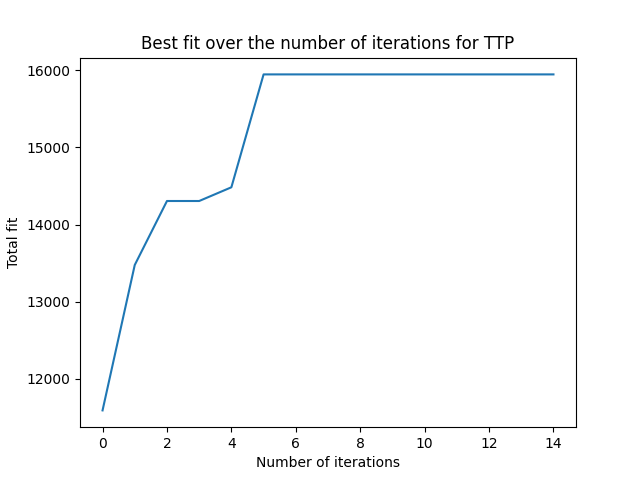 Best fit over the number of iterations for TTP
16000
15000
14000
13000
12000
Total fit
0 2 4 6 8 10 12 14
Number of iterations